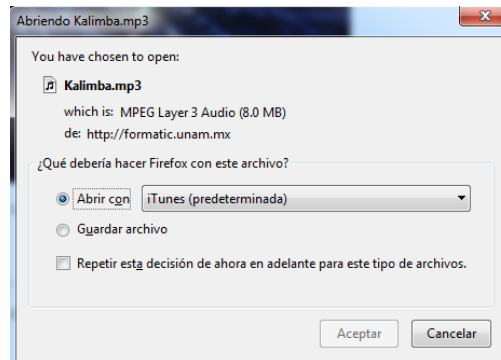 Abriendo Kalimba.mp3
You have chosen to open:
Kalimba.mp3
which is: MPEG Layer 3 Audio (8.0 MB)
de: http://formatic.unam.mx
¿Qué debería hacer Firefox con este archivo?
Abrir con iTunes (predeterminada)
Guardar archivo
Repetir esta decisión de ahora en adelante para este tipo de archivos.
Aceptar Cancelar